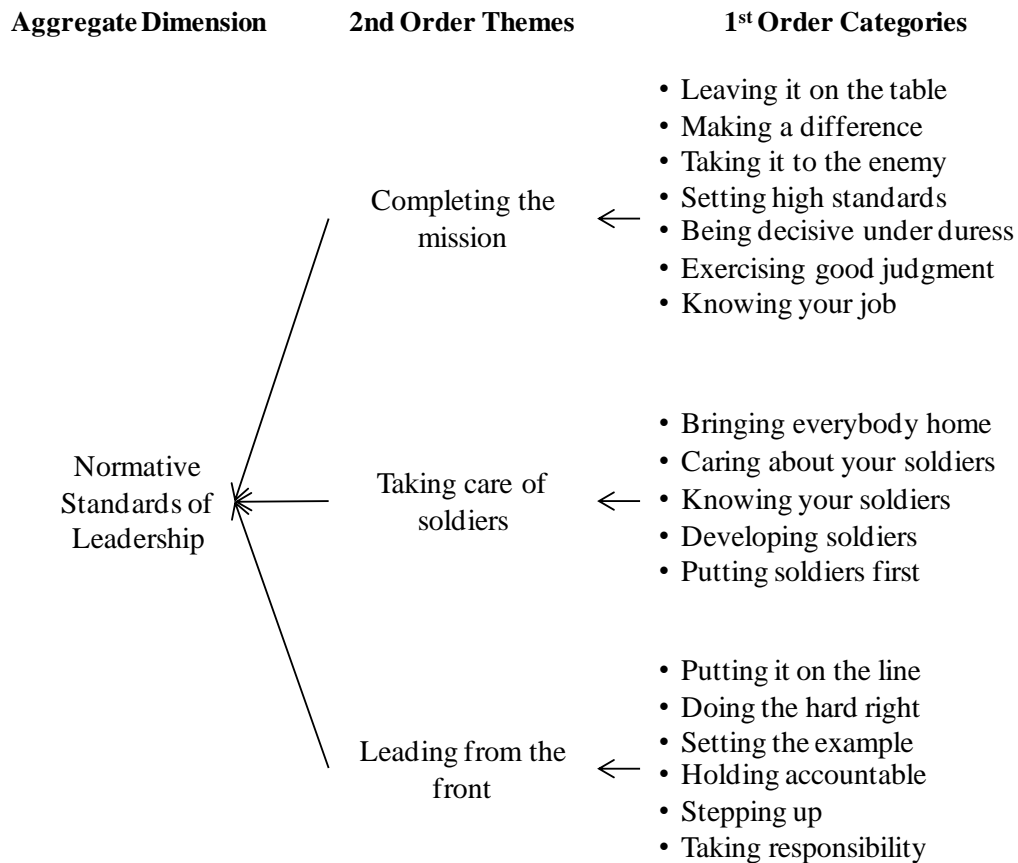 Aggregate Dimension
2nd Order Themes
1st Order Categories
• Leaving it on the table
• Making a difference
• Taking it to the enemy
• Setting high standards
• Being decisive under duress
• Exercising good judgment
• Knowing your job
Completing the
mission
• Bringing everybody home
• Caring about your soldiers
• Knowing your soldiers
• Developing soldiers
• Putting soldiers first
Normative
Standards of
Leadership
Taking care of
soldiers
• Putting it on the line
• Doing the hard right
• Setting the example
• Holding accountable
• Stepping up
• Taking responsibility
Leading from the
front